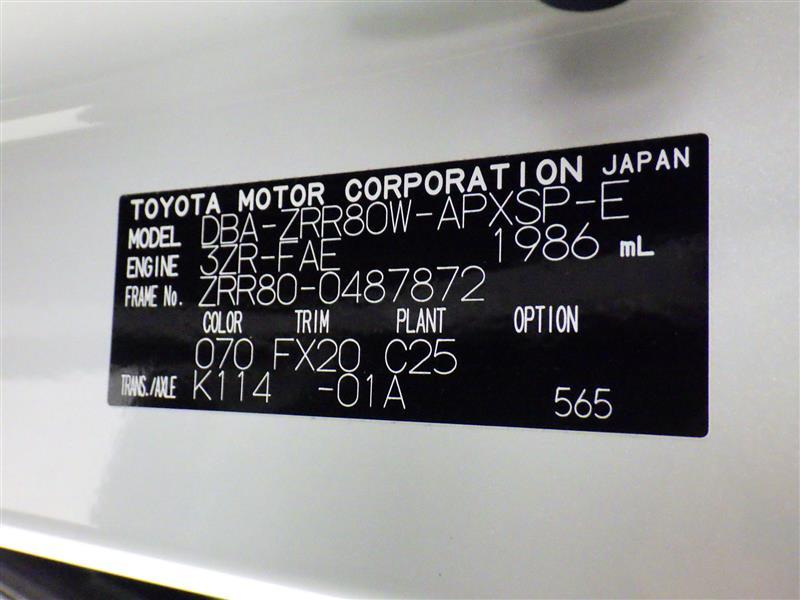 TOYOTA MOTOR CORPORATION JAPAN
MODEL DBA-ZRR80W-APXSP-E
ENGINE 3ZR-FAE 1986 mL
FRAME No. ZRR80-0487872
COLOR TRIM PLANT OPTION
070 FX20 C25
TRANS./AXLE K114 -01A 565